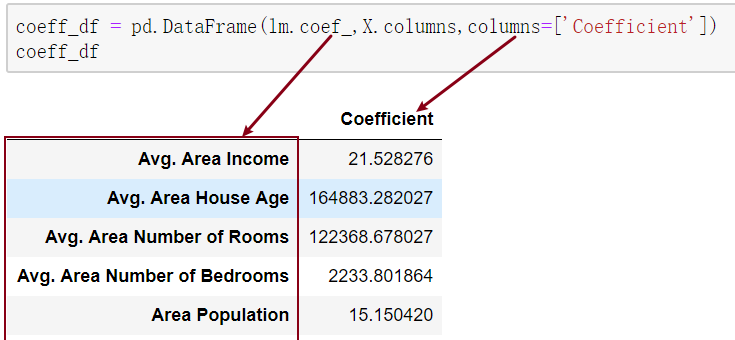 coeff_df = pd.DataFrame(lm.coef_,X.columns,columns=['Coefficient'])
coeff_df
Coefficient
Avg. Area Income 21.528276
Avg. Area House Age 164883.282027
Avg. Area Number of Rooms 122368.678027
Avg. Area Number of Bedrooms 2233.801864
Area Population 15.150420